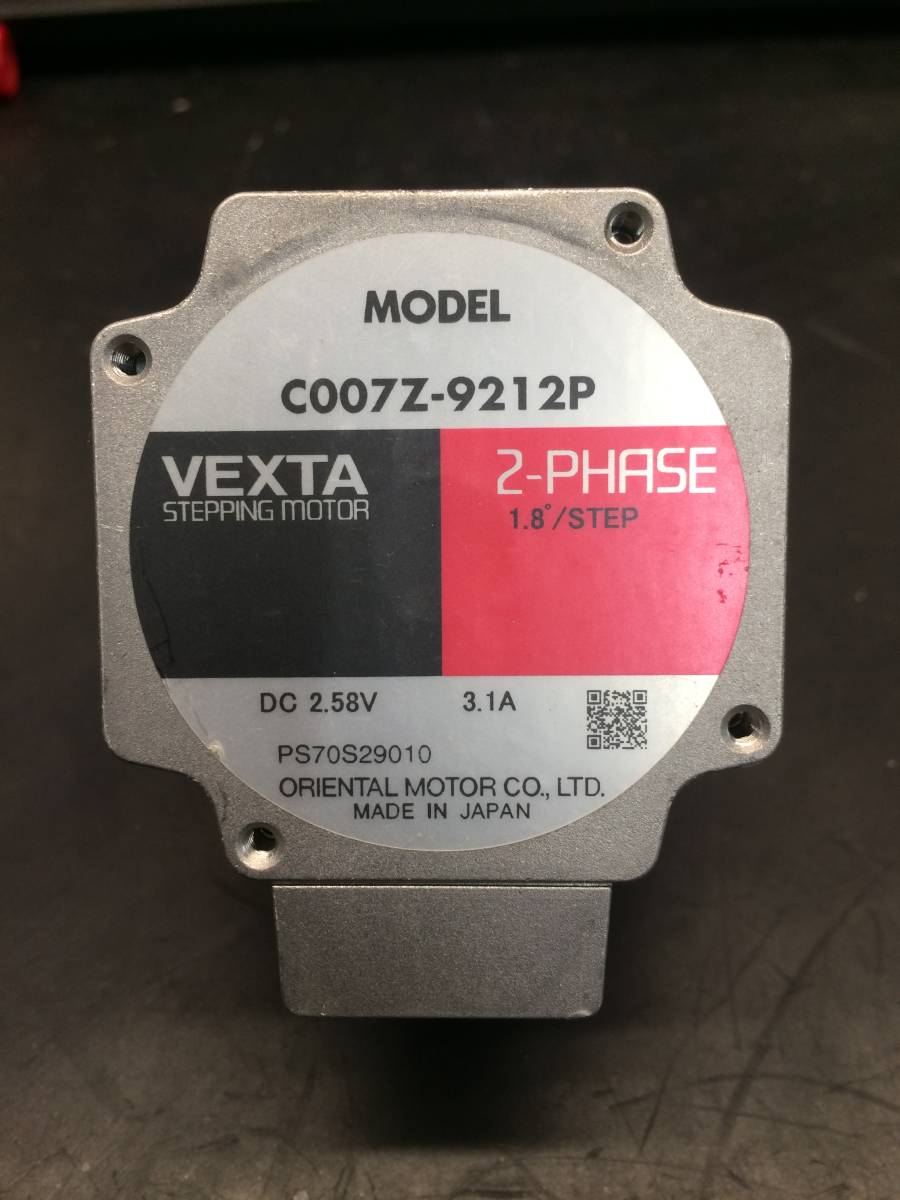 MODEL
C007Z-9212P
VEXTA
STEPPING MOTOR
2-PHASE
1.8°/STEP
DC 2.58V 3.1A
PS70S29010
ORIENTAL MOTOR CO., LTD.
MADE IN JAPAN